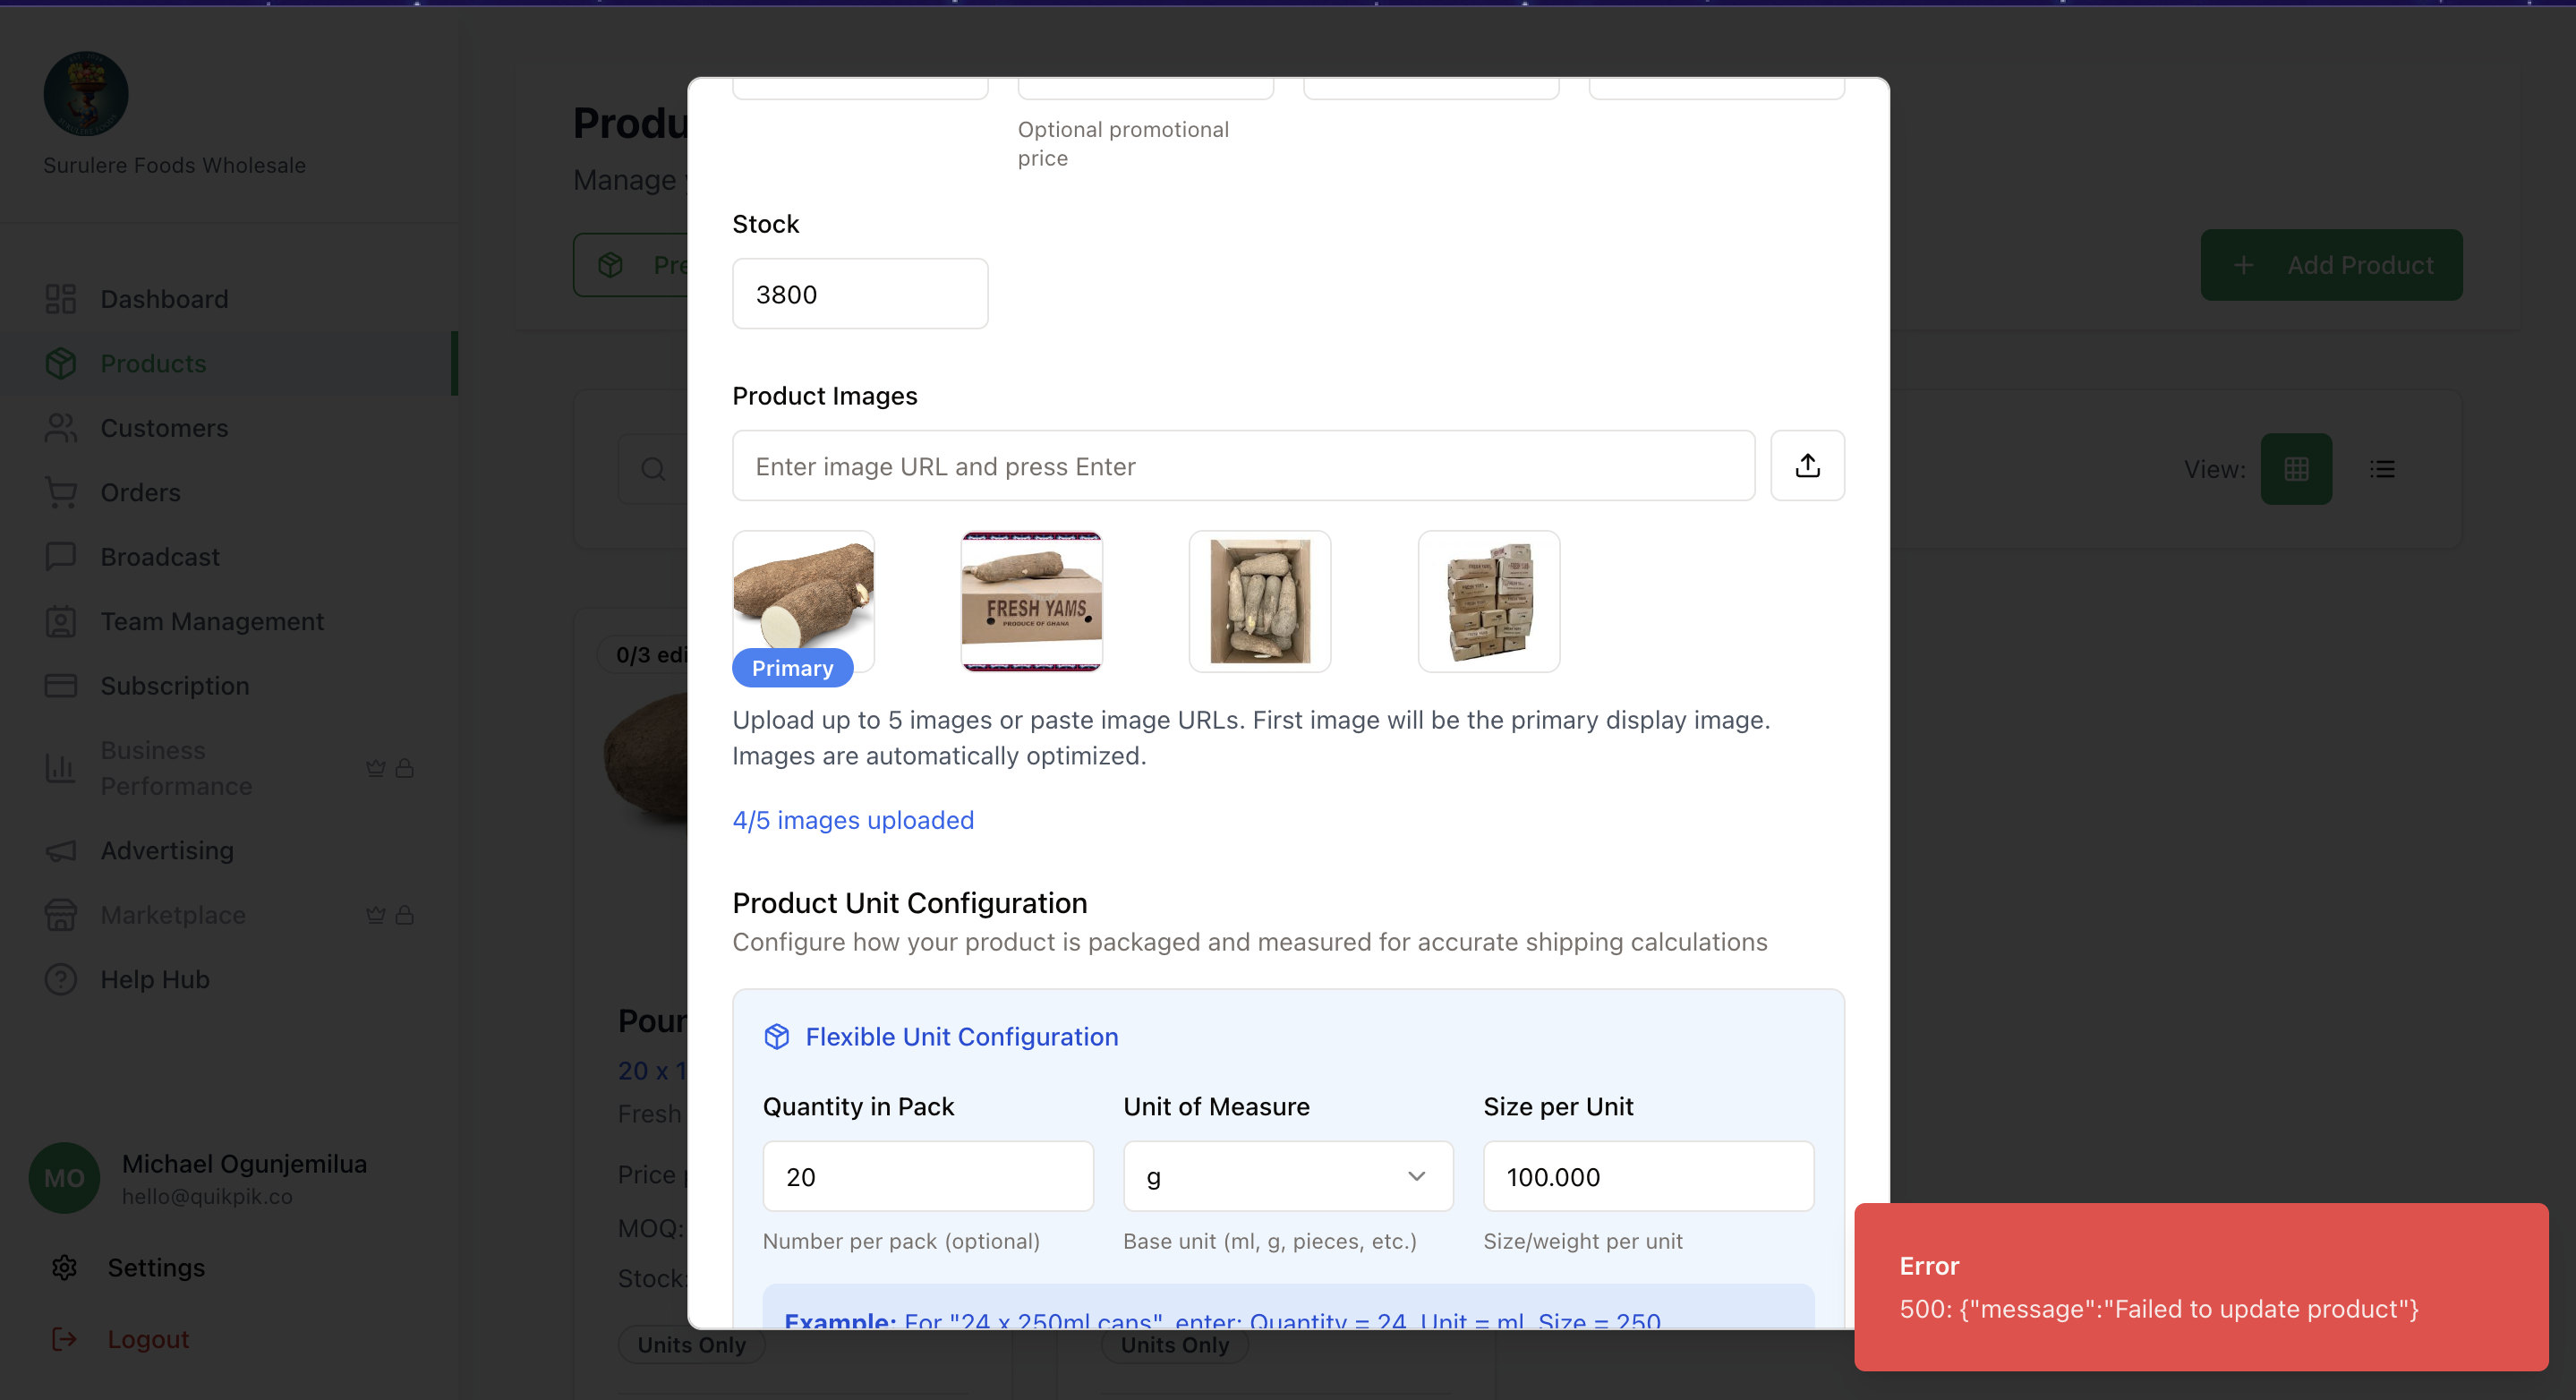 Surulere Foods Wholesale
Dashboard
Products
Customers
Orders
Broadcast
Team Management
Subscription
Business
Performance
Advertising
Marketplace
Help Hub
MO
Michael Ogunjemilua
hello@quikpik.co
Settings
Logout
Produ
Manage
Pre
Add Product
View:
0/3 edi
Pour
20 x 1
Fresh
Price
MOQ:
Stock:
Units Only
Units Only
Optional promotional
price
Stock
3800
Product Images
Enter image URL and press Enter
FRESH YAMS
PRODUCE OF GHANA
Primary
Upload up to 5 images or paste image URLs. First image will be the primary display image.
Images are automatically optimized.
4/5 images uploaded
Product Unit Configuration
Configure how your product is packaged and measured for accurate shipping calculations
Flexible Unit Configuration
Quantity in Pack
Unit of Measure
Size per Unit
20
g
100.000
Number per pack (optional)
Base unit (ml, g, pieces, etc.)
Size/weight per unit
Example: For "24 x 250ml cans", enter: Quantity = 24, Unit = ml, Size = 250
Error
500: {"message":"Failed to update product"}